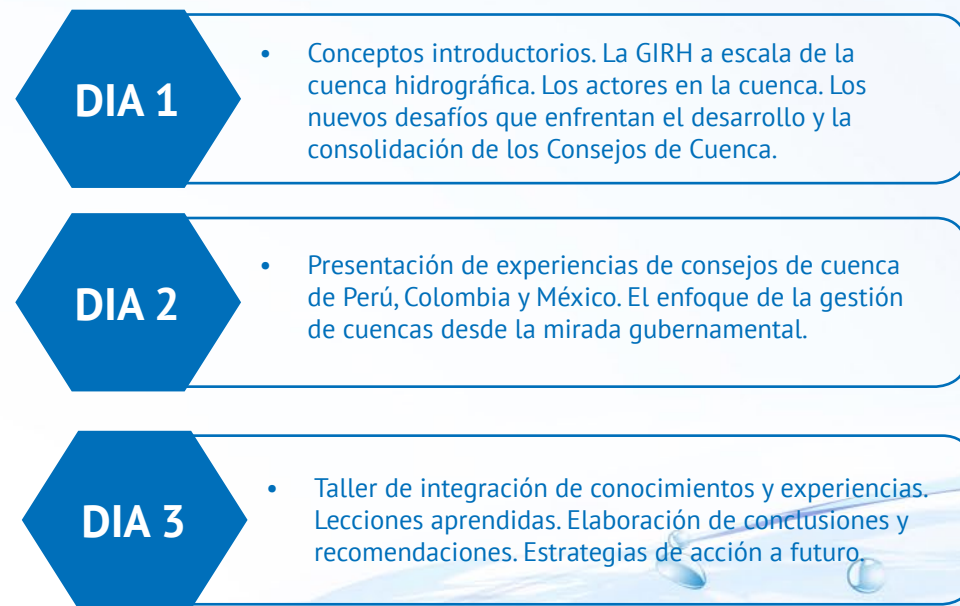 DIA 1
• Conceptos introductorios. La GIRH a escala de la
cuenca hidrográfica. Los actores en la cuenca. Los
nuevos desafíos que enfrentan el desarrollo y la
consolidación de los Consejos de Cuenca.
DIA 2
• Presentación de experiencias de consejos de cuenca
de Perú, Colombia y México. El enfoque de la gestión
de cuencas desde la mirada gubernamental.
DIA 3
• Taller de integración de conocimientos y experiencias.
Lecciones aprendidas. Elaboración de conclusiones y
recomendaciones. Estrategias de acción a futuro.